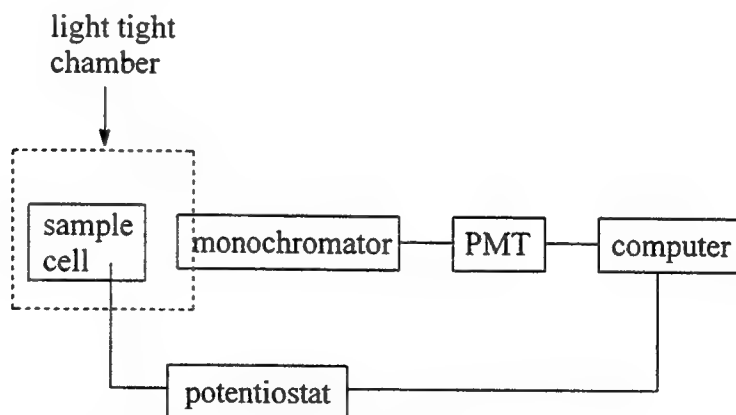 light tight
chamber
sample
cell
monochromator
PMT
computer
potentiostat